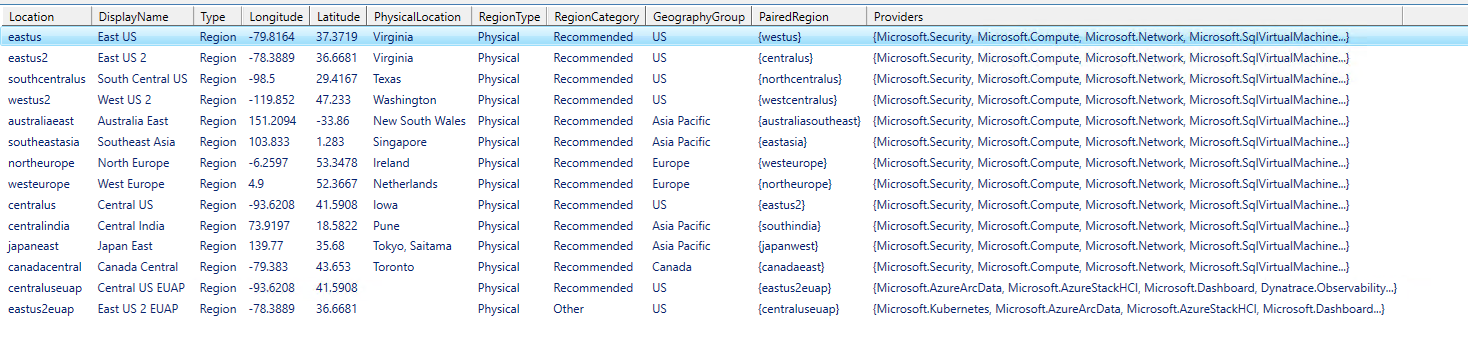 Location DisplayName Type Longitude Latitude PhysicalLocation RegionType RegionCategory GeographyGroup PairedRegion Providers
eastus East US Region -79.8164 37.3719 Virginia Physical Recommended US {westus} {Microsoft.Security, Microsoft.Compute, Microsoft.Network, Microsoft.SqlVirtualMachine...}
eastus2 East US 2 Region -78.3889 36.6681 Virginia Physical Recommended US {centralus} {Microsoft.Security, Microsoft.Compute, Microsoft.Network, Microsoft.SqlVirtualMachine...}
southcentralus South Central US Region -98.5 29.4167 Texas Physical Recommended US {northcentralus} {Microsoft.Security, Microsoft.Compute, Microsoft.Network, Microsoft.SqlVirtualMachine...}
westus2 West US 2 Region -119.852 47.233 Washington Physical Recommended US {westcentralus} {Microsoft.Security, Microsoft.Compute, Microsoft.Network, Microsoft.SqlVirtualMachine...}
australiaeast Australia East Region 151.2094 -33.86 New South Wales Physical Recommended Asia Pacific {australiasoutheast} {Microsoft.Security, Microsoft.Compute, Microsoft.Network, Microsoft.SqlVirtualMachine...}
southeastasia Southeast Asia Region 103.833 1.283 Singapore Physical Recommended Asia Pacific {eastasia} {Microsoft.Security, Microsoft.Compute, Microsoft.Network, Microsoft.SqlVirtualMachine...}
northeurope North Europe Region -6.2597 53.3478 Ireland Physical Recommended Europe {westeurope} {Microsoft.Security, Microsoft.Compute, Microsoft.Network, Microsoft.SqlVirtualMachine...}
westeurope West Europe Region 4.9 52.3667 Netherlands Physical Recommended Europe {northeurope} {Microsoft.Security, Microsoft.Compute, Microsoft.Network, Microsoft.SqlVirtualMachine...}
centralus Central US Region -93.6208 41.5908 Iowa Physical Recommended US {eastus2} {Microsoft.Security, Microsoft.Compute, Microsoft.Network, Microsoft.SqlVirtualMachine...}
centralindia Central India Region 73.9197 18.5822 Pune Physical Recommended Asia Pacific {southindia} {Microsoft.Security, Microsoft.Compute, Microsoft.Network, Microsoft.SqlVirtualMachine...}
japaneast Japan East Region 139.77 35.68 Tokyo, Saitama Physical Recommended Asia Pacific {japanwest} {Microsoft.Security, Microsoft.Compute, Microsoft.Network, Microsoft.SqlVirtualMachine...}
canadacentral Canada Central Region -79.383 43.653 Toronto Physical Recommended Canada {canadaeast} {Microsoft.Security, Microsoft.Compute, Microsoft.Network, Microsoft.SqlVirtualMachine...}
centraluseuap Central US EUAP Region -93.6208 41.5908 Physical Recommended US {eastus2euap} {Microsoft.AzureArcData, Microsoft.AzureStackHCI, Microsoft.Dashboard, Dynatrace.Observability...}
eastus2euap East US 2 EUAP Region -78.3889 36.6681 Physical Other US {centraluseuap} {Microsoft.Kubernetes, Microsoft.AzureArcData, Microsoft.AzureStackHCI, Microsoft.Dashboard...}